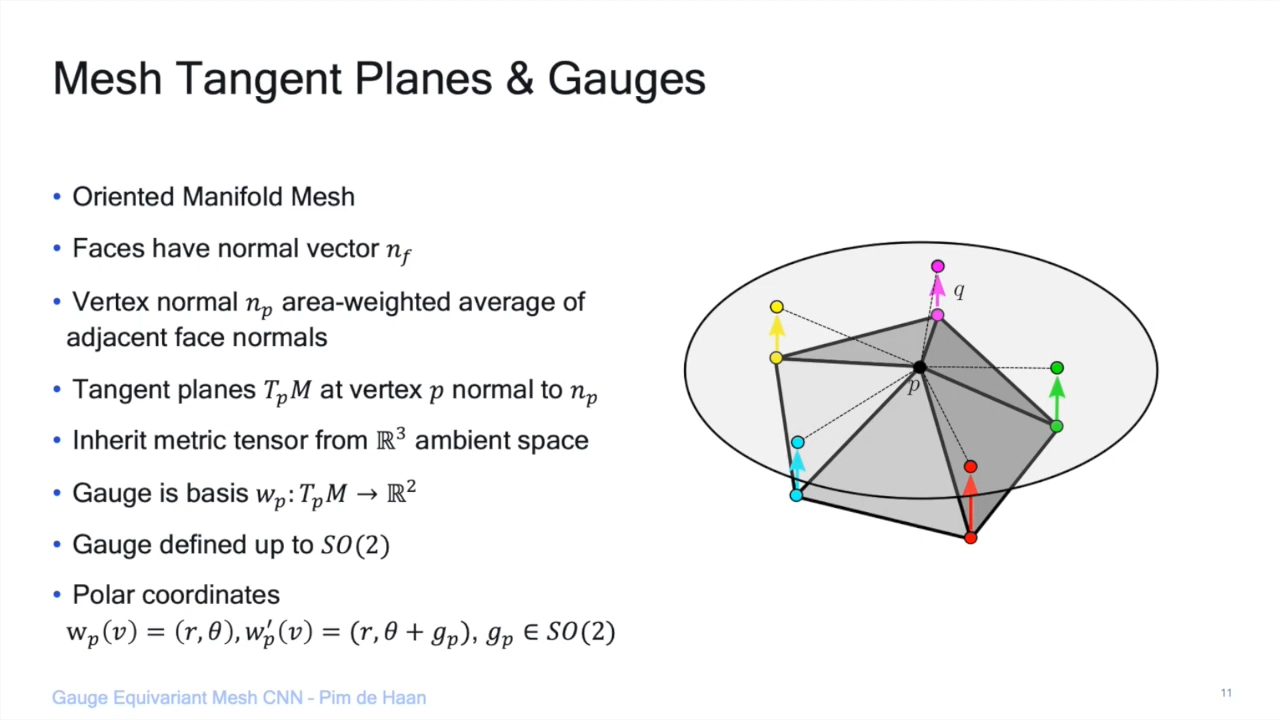 Mesh Tangent Planes & Gauges
• Oriented Manifold Mesh
• Faces have normal vector n_f
• Vertex normal n_p area-weighted average of
adjacent face normals
• Tangent planes T_pM at vertex p normal to n_p
• Inherit metric tensor from ℝ³ ambient space
• Gauge is basis w_p: T_pM → ℝ²
• Gauge defined up to SO(2)
• Polar coordinates
w_p(v) = (r, θ), w′_p(v) = (r, θ + g_p), g_p ∈ SO(2)
q
p
Gauge Equivariant Mesh CNN - Pim de Haan
11